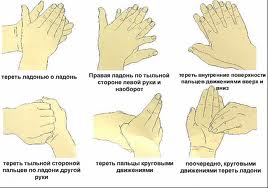 тереть ладонью о ладонь
Правая ладонь по тыльной
стороне левой руки и
наоборот
тереть внутренние поверхности
пальцев движениями вверх и
вниз
тереть тыльной стороной
пальцев по ладони другой
руки
тереть пальцы круговыми
движениями
поочередно, круговыми
движениями тереть ладони